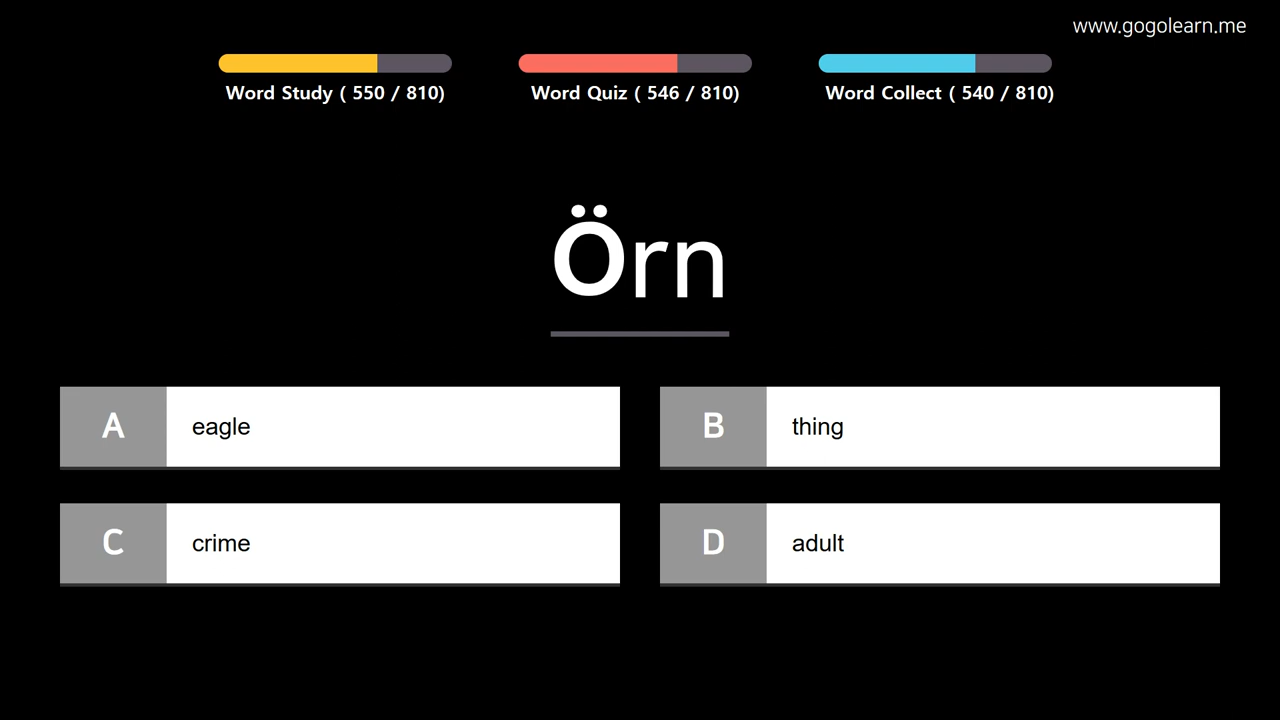 www.gogolearn.me
Word Study ( 550 / 810)
Word Quiz ( 546 / 810)
Word Collect ( 540 / 810)
Örn
A eagle
B thing
C crime
D adult